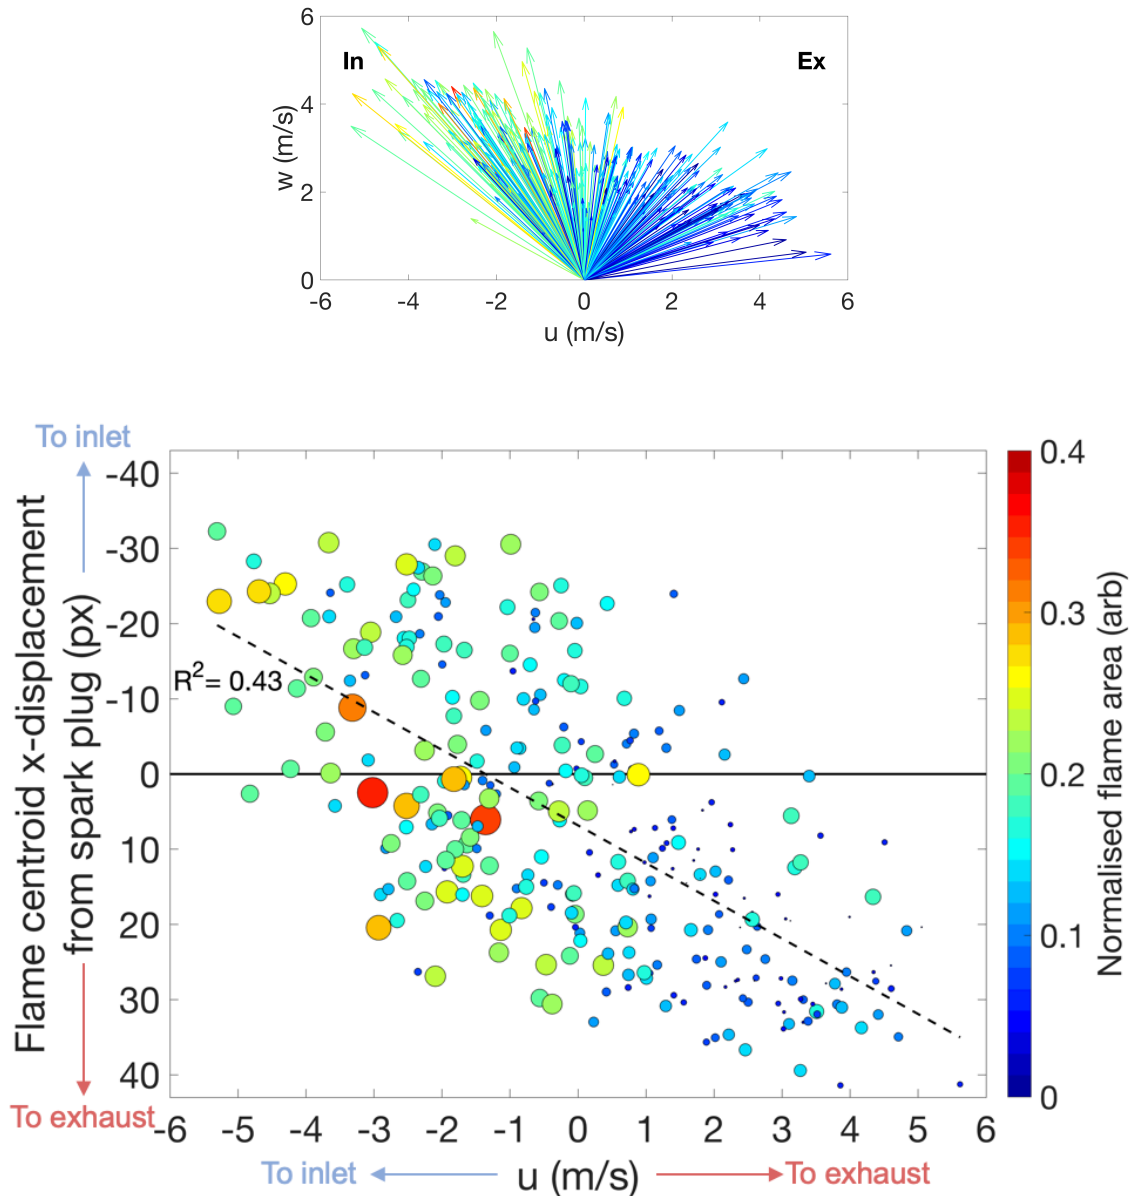 6
4
2
0
w (m/s)
In
Ex
-6
-4
-2
0
2
4
6
u (m/s)
To inlet
Flame centroid x-displacement
from spark plug (px)
To exhaust
-40
-30
-20
-10
0
10
20
30
40
R2= 0.43
-6
-5
-4
-3
-2
-1
0
1
2
3
4
5
6
To inlet
u (m/s)
To exhaust
0.4
0.3
0.2
0.1
0
Normalised flame area (arb)